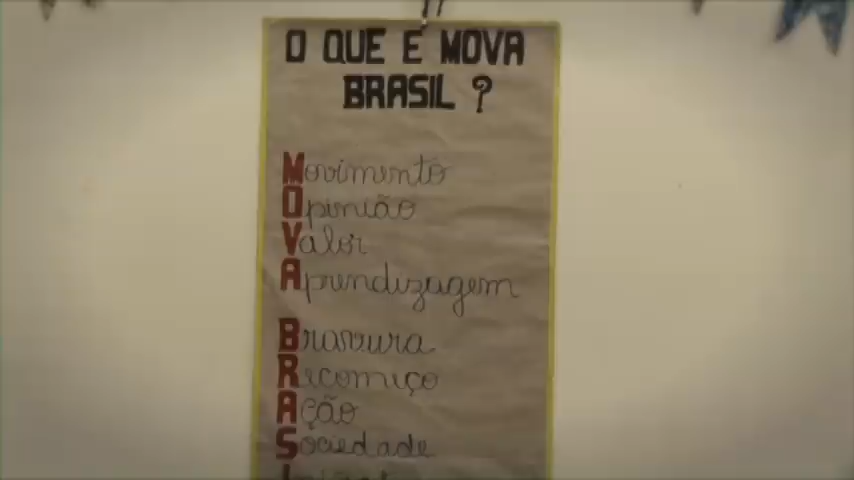 O QUE E MOVA
BRASIL ?
Movimento
Opinião
Valor
Aprendizagem
Bravura
Recomeço
Ação
Sociedade